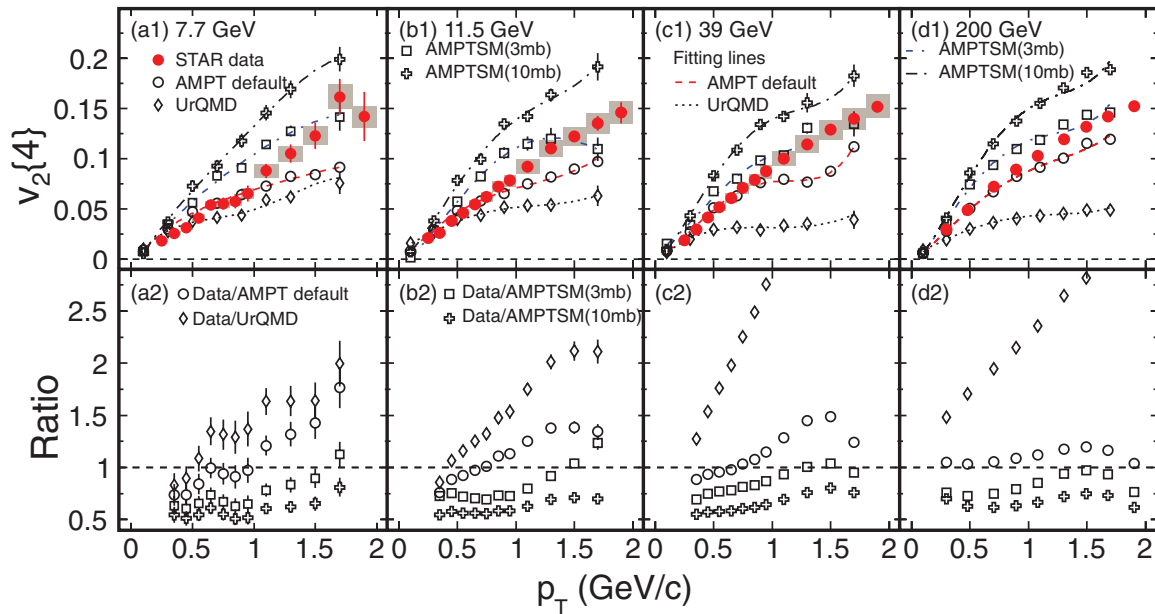 (a1) 7.7 GeV
STAR data
AMPT default
UrQMD
(b1) 11.5 GeV
AMPTSM(3mb)
AMPTSM(10mb)
(c1) 39 GeV
Fitting lines
AMPT default
UrQMD
(d1) 200 GeV
AMPTSM(3mb)
AMPTSM(10mb)
v2{4}
0.2
0.15
0.1
0.05
0
(a2)
Data/AMPT default
Data/UrQMD
(b2)
Data/AMPTSM(3mb)
Data/AMPTSM(10mb)
(c2)
(d2)
Ratio
2.5
2
1.5
1
0.5
0 0.5 1 1.5 2 0 0.5 1 1.5 2 0 0.5 1 1.5 2 0 0.5 1 1.5 2
pT (GeV/c)